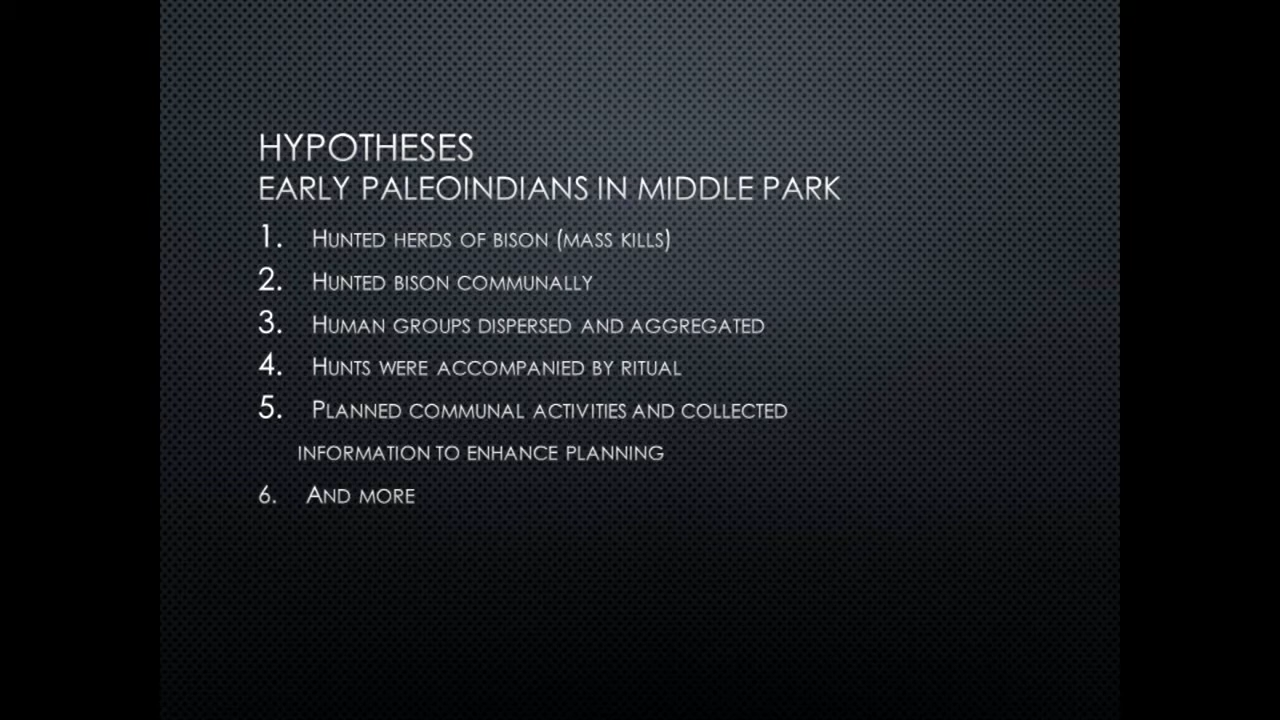 HYPOTHESES
EARLY PALEOINDIANS IN MIDDLE PARK
1. HUNTED HERDS OF BISON (MASS KILLS)
2. HUNTED BISON COMMUNALLY
3. HUMAN GROUPS DISPERSED AND AGGREGATED
4. HUNTS WERE ACCOMPANIED BY RITUAL
5. PLANNED COMMUNAL ACTIVITIES AND COLLECTED
INFORMATION TO ENHANCE PLANNING
6. AND MORE